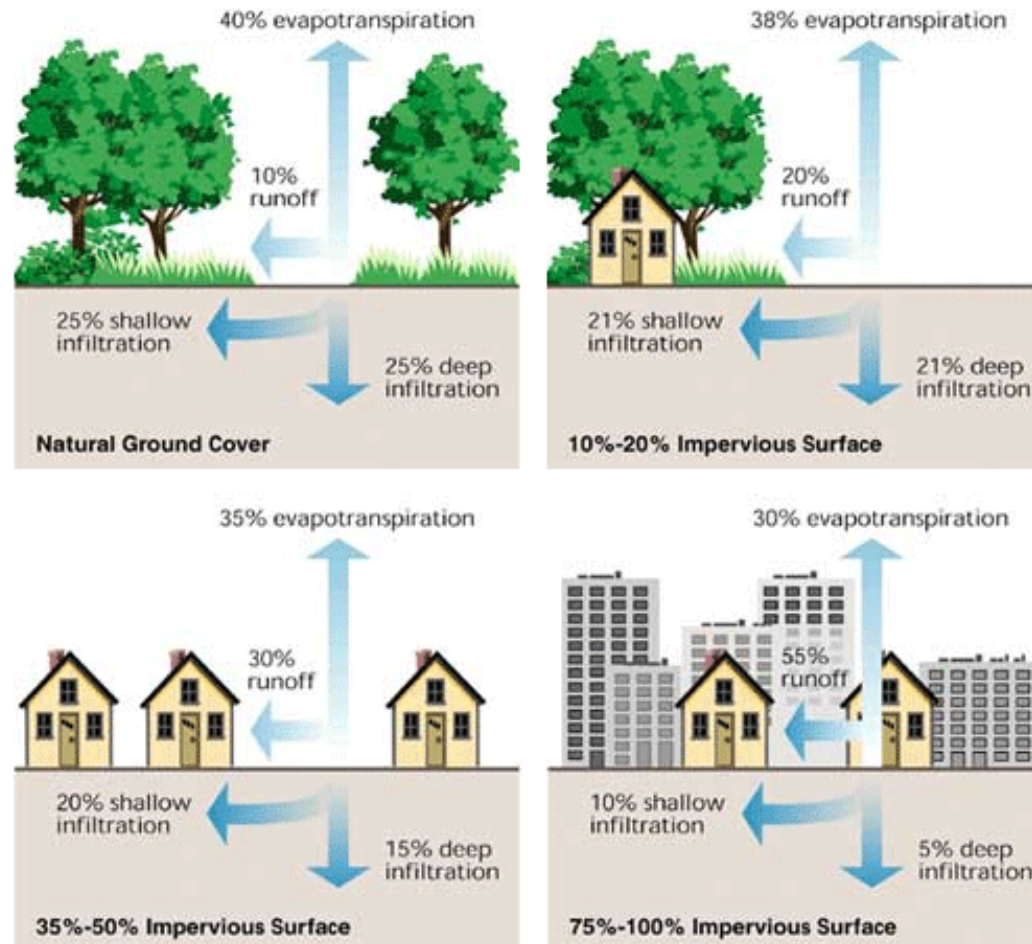 40% evapotranspiration
10%
runoff
25% shallow
infiltration
25% deep
infiltration
Natural Ground Cover
38% evapotranspiration
20%
runoff
21% shallow
infiltration
21% deep
infiltration
10%-20% Impervious Surface
35% evapotranspiration
30%
runoff
20% shallow
infiltration
15% deep
infiltration
35%-50% Impervious Surface
30% evapotranspiration
55%
runoff
10% shallow
infiltration
5% deep
infiltration
75%-100% Impervious Surface